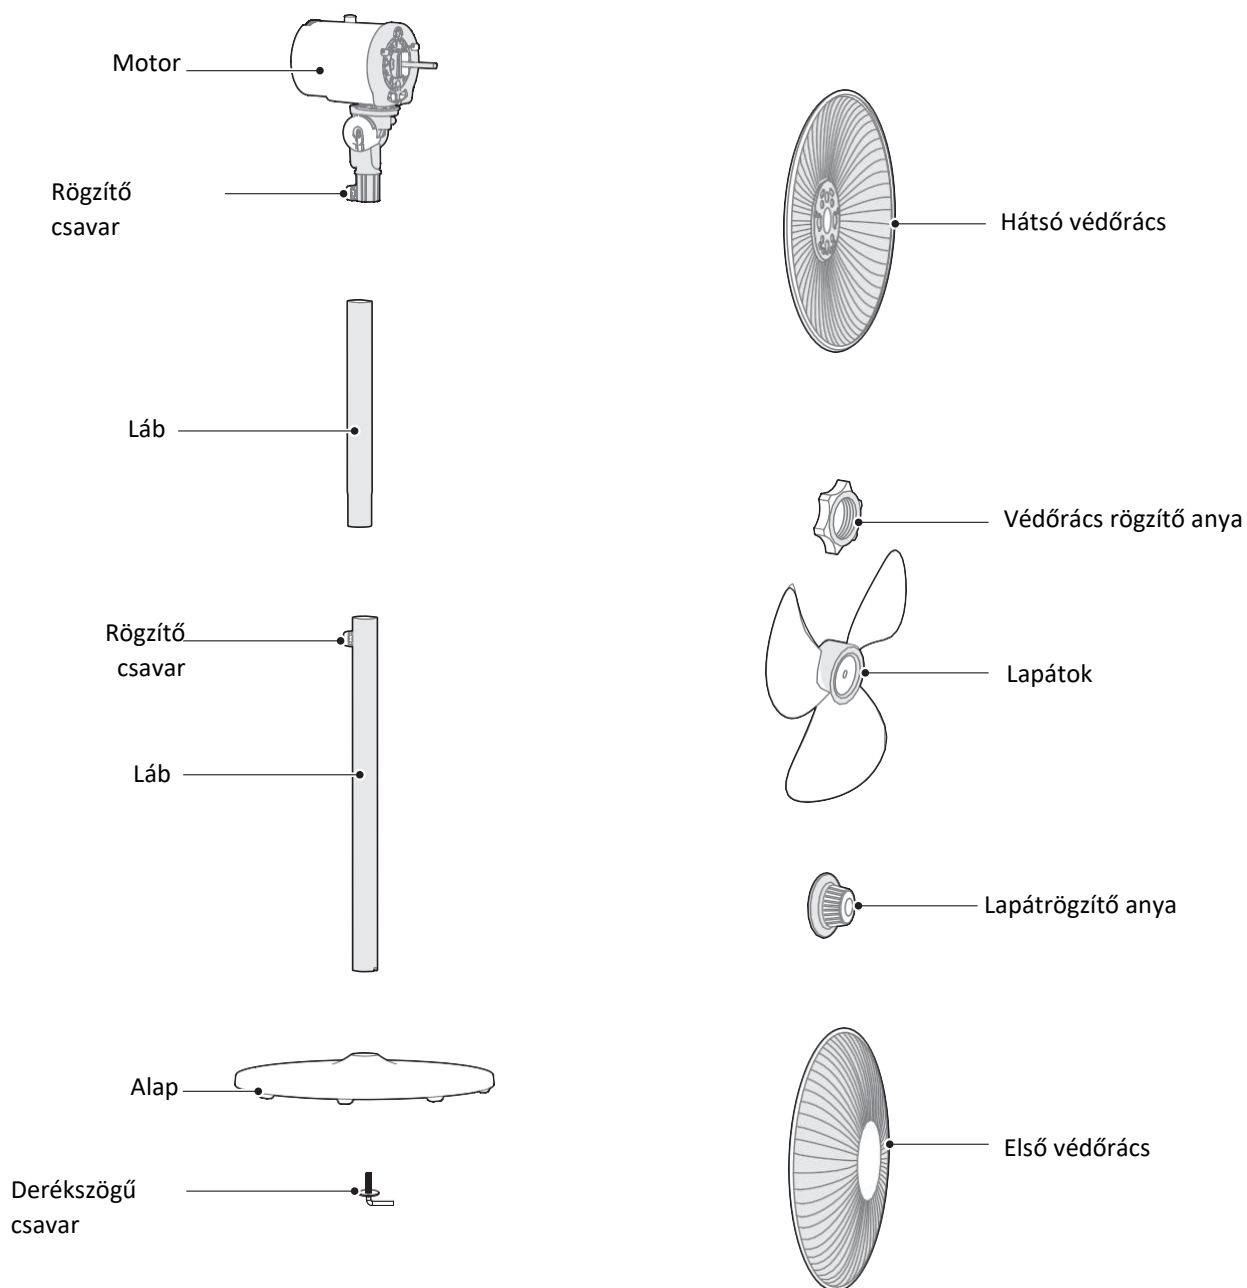 Motor
Rögzítő
csavar
Láb
Rögzítő
csavar
Láb
Alap
Derékszögű
csavar
Hátsó védőrács
Védőrács rögzítő anya
Lapátok
Lapátrögzítő anya
Első védőrács